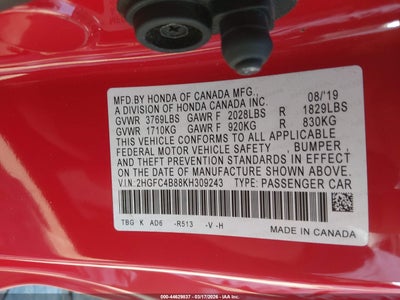 MFD.BY HONDA OF CANADA MFG., 08/'19
A DIVISION OF HONDA CANADA INC.
GVWR 3769LBS GAWR F 2028LBS R 1829LBS
GVWR 1710KG GAWR F 920KG R 830KG
THIS VEHICLE CONFORMS TO ALL APPLICABLE
FEDERAL MOTOR VEHICLE SAFETY , BUMPER ,
AND THEFT PREVENTION STANDARDS IN EFFECT
ON THE DATE OF MANUFACTURE SHOWN ABOVE.
V.I.N. 2HGFC4B88KH309243 TYPE: PASSENGER CAR
TBG K AD6 -R513 -V -H
MADE IN CANADA
000-44629837 - 03/17/2026 - IAA Inc.